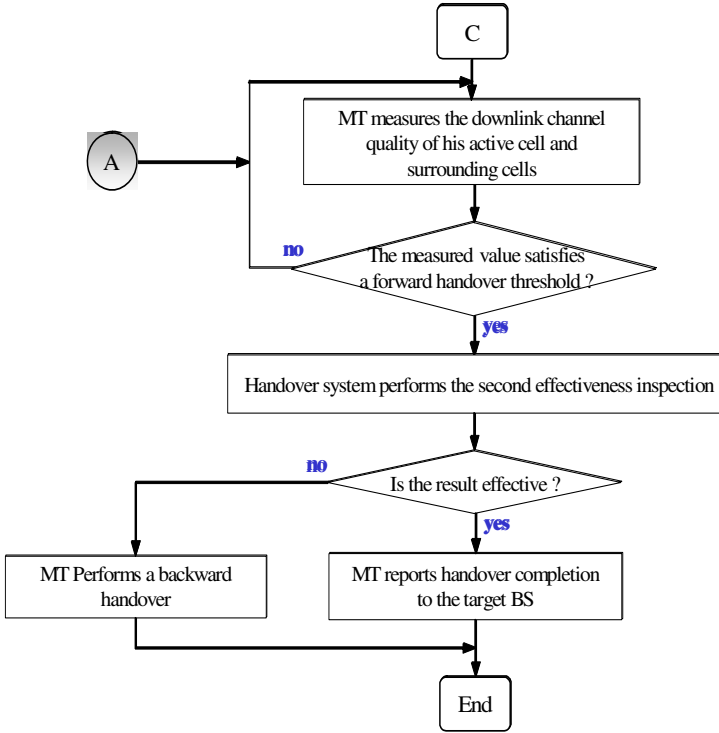 C
MT measures the downlink channel
quality of his active cell and
surrounding cells
A
no
The measured value satisfies
a forward handover threshold ?
yes
Handover system performs the second effectiveness inspection
no
Is the result effective ?
yes
MT Performs a backward
handover
MT reports handover completion
to the target BS
End